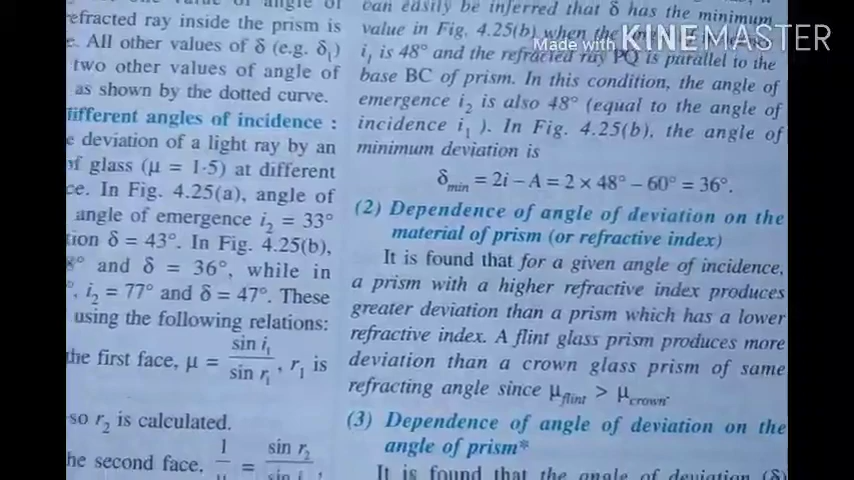 refracted ray inside the prism is
e. All other values of δ (e.g. δ₁)
two other values of angle of
as shown by the dotted curve.
different angles of incidence :
e deviation of a light ray by an
of glass (μ = 1·5) at different
ce. In Fig. 4.25(a), angle of
angle of emergence i₂ = 33°
tion δ = 43°. In Fig. 4.25(b),
8° and δ = 36°, while in
°, i₂ = 77° and δ = 47°. These
using the following relations:
the first face, μ = sin i₁ / sin r₁ , r₁ is
so r₂ is calculated.
he second face, 1 / μ = sin r₂ / sin i
can easily be inferred that δ has the minimum
value in Fig. 4.25(b) when the
i₁ is 48° and the refracted ray PQ is parallel to the
base BC of prism. In this condition, the angle of
emergence i₂ is also 48° (equal to the angle of
incidence i₁ ). In Fig. 4.25(b), the angle of
minimum deviation is
δmin = 2i – A = 2 × 48° – 60° = 36°.
(2) Dependence of angle of deviation on the
material of prism (or refractive index)
It is found that for a given angle of incidence,
a prism with a higher refractive index produces
greater deviation than a prism which has a lower
refractive index. A flint glass prism produces more
deviation than a crown glass prism of same
refracting angle since μflint > μcrown.
(3) Dependence of angle of deviation on the
angle of prism*
It is found that the angle of deviation (δ)
Made with KINEMASTER